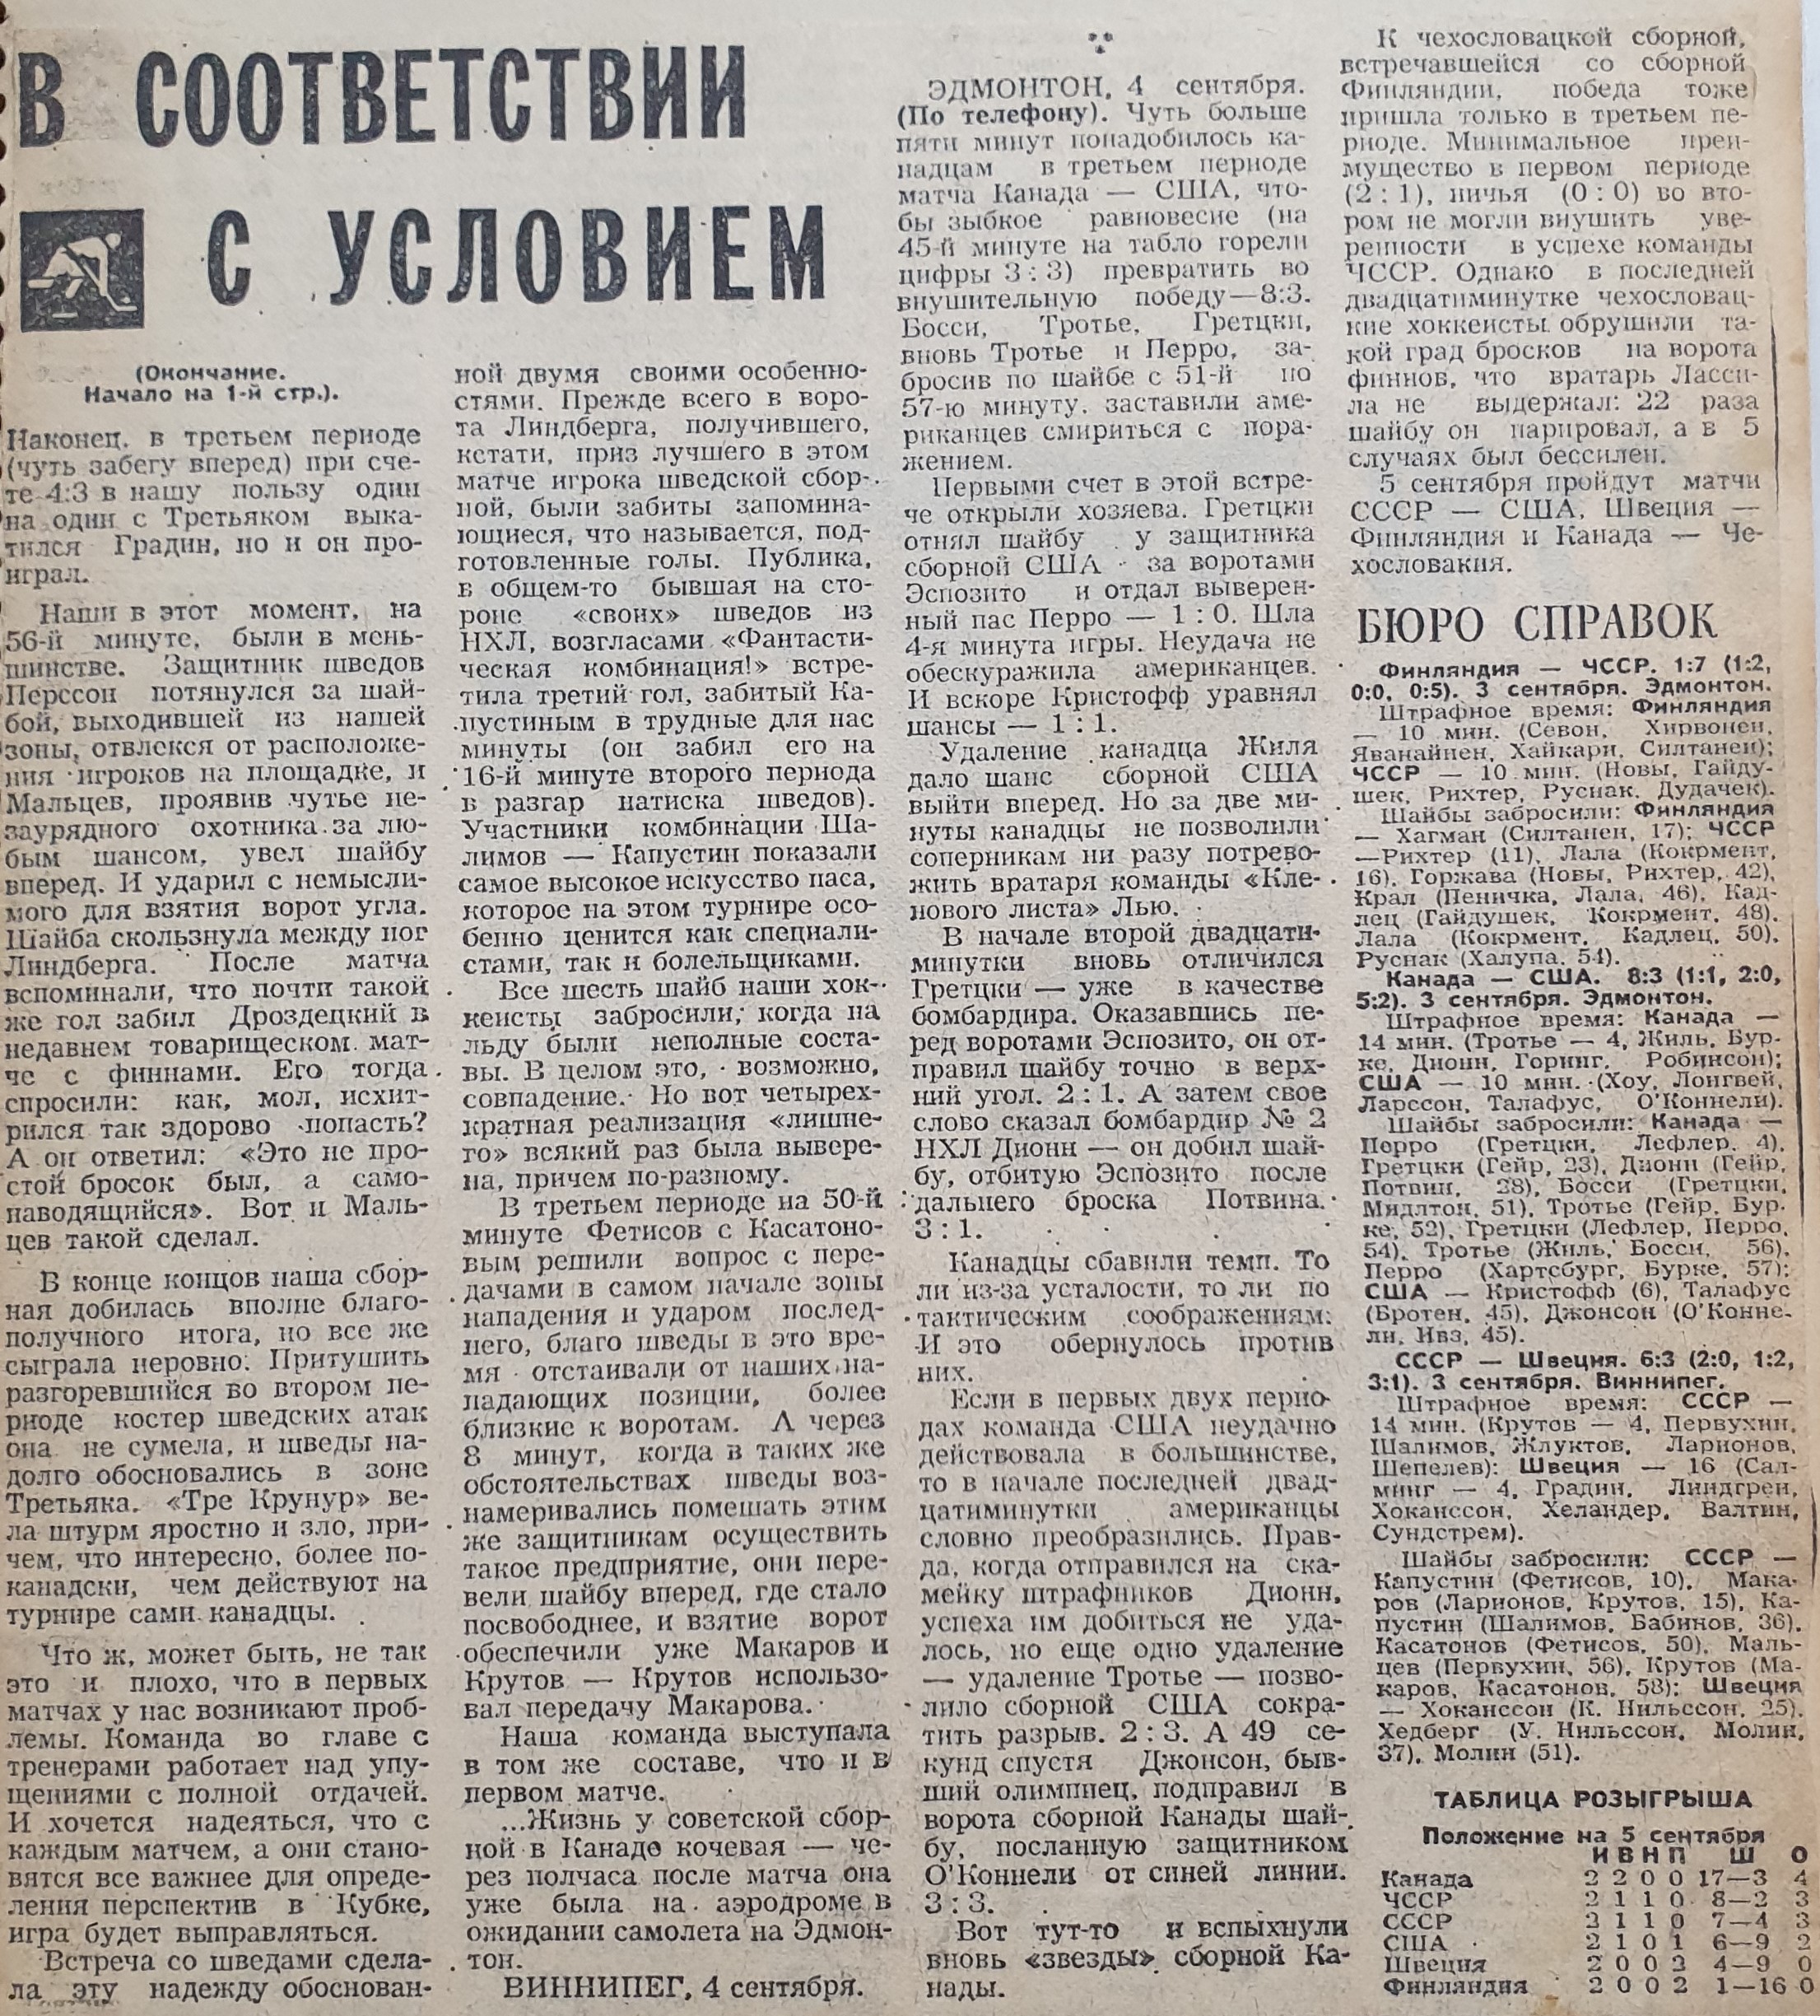 В СООТВЕТСТВИИ
С УСЛОВИЕМ
(Окончание.
Начало на 1-й стр.).
Наконец, в третьем периоде
(чуть забегу вперед) при сче-
те 4:3 в нашу пользу один
на один с Третьяком выка-
тился Градин, но и он про-
играл.
Наши в этот момент, на
56-й минуте, были в мень-
шинстве. Защитник шведов
Перссон потянулся за шай-
бой, выходившей из нашей
зоны, отвлекся от расположе-
ния игроков на площадке, и
Мальцев, проявив чутье не-
заурядного охотника за лю-
бым шансом, увел шайбу
вперед. И ударил с немысли-
мого для взятия ворот угла.
Шайба скользнула между ног
Линдберга. После матча
вспоминали, что почти такой
же гол забил Дроздецкий в
недавнем товарищеском мат-
че с финнами. Его тогда
спросили: как, мол, исхит-
рился так здорово попасть?
А он ответил: «Это не про-
стой бросок был, а само-
наводящийся». Вот и Маль-
цев такой сделал.
В конце концов наша сбор-
ная добилась вполне благо-
получного итога, но все же
сыграла неровно. Притушить
разгоревшийся во втором пе-
риоде костер шведских атак
она не сумела, и шведы на-
долго обосновались в зоне
Третьяка. «Тре Крунур» ве-
ла штурм яростно и зло, при-
чем, что интересно, более по-
канадски, чем действуют на
турнире сами канадцы.
Что ж, может быть, не так
это и плохо, что в первых
матчах у нас возникают проб-
лемы. Команда во главе с
тренерами работает над упу-
щениями с полной отдачей.
И хочется надеяться, что с
каждым матчем, а они стано-
вятся все важнее для опреде-
ления перспектив в Кубке,
игра будет выправляться.
Встреча со шведами сдела-
ла эту надежду обоснован-
ной двумя своими особенно-
стями. Прежде всего в воро-
та Линдберга, получившего,
кстати, приз лучшего в этом
матче игрока шведской сбор-
ной, были забиты запомина-
ющиеся, что называется, под-
готовленные голы. Публика,
в общем-то бывшая на сто-
роне «своих» шведов из
НХЛ, возгласами «Фантасти-
ческая комбинация!» встре-
тила третий гол, забитый Ка-
пустиным в трудные для нас
минуты (он забил его на
16-й минуте второго периода
в разгар натиска шведов).
Участники комбинации Ша-
лимов — Капустин показали
самое высокое искусство паса,
которое на этом турнире осо-
бенно ценится как специали-
стами, так и болельщиками.
Все шесть шайб наши хок-
кеисты забросили, когда на
льду были неполные соста-
вы. В целом это, возможно,
совпадение. Но вот четырех-
кратная реализация «лишне-
го» всякий раз была вывере-
на, причем по-разному.
В третьем периоде на 50-й
минуте Фетисов с Касатоно-
вым решили вопрос с пере-
дачами в самом начале зоны
нападения и ударом послед-
него, благо шведы в это вре-
мя отстаивали от наших на-
падающих позиции, более
близкие к воротам. А через
8 минут, когда в таких же
обстоятельствах шведы воз-
намеривались помешать этим
же защитникам осуществить
такое предприятие, они пере-
вели шайбу вперед, где стало
посвободнее, и взятие ворот
обеспечили уже Макаров и
Крутов — Крутов использо-
вал передачу Макарова.
Наша команда выступала
в том же составе, что и в
первом матче.
...Жизнь у советской сбор-
ной в Канаде кочевая — че-
рез полчаса после матча она
уже была на аэродроме в
ожидании самолета на Эдмон-
тон.
ВИННИПЕГ, 4 сентября.
ЭДМОНТОН, 4 сентября.
(По телефону). Чуть больше
пяти минут понадобилось ка-
надцам в третьем периоде
матча Канада — США, что-
бы зыбкое равновесие (на
45-й минуте на табло горели
цифры 3 : 3) превратить во
внушительную победу—8:3.
Босси, Тротье, Гретцки,
вновь Тротье и Перро, за-
бросив по шайбе с 51-й по
57-ю минуту, заставили аме-
риканцев смириться с пора-
жением.
Первыми счет в этой встре-
че открыли хозяева. Гретцки
отнял шайбу у защитника
сборной США за воротами
Эспозито и отдал выверен-
ный пас Перро — 1 : 0. Шла
4-я минута игры. Неудача не
обескуражила американцев.
И вскоре Кристофф уравнял
шансы — 1 : 1.
Удаление канадца Жиля
дало шанс сборной США
выйти вперед. Но за две ми-
нуты канадцы не позволили
соперникам ни разу потрево-
жить вратаря команды «Кле-
нового листа» Лью.
В начале второй двадцати-
минутки вновь отличился
Гретцки — уже в качестве
бомбардира. Оказавшись пе-
ред воротами Эспозито, он от-
правил шайбу точно в верх-
ний угол. 2 : 1. А затем свое
слово сказал бомбардир № 2
НХЛ Дионн — он добил шай-
бу, отбитую Эспозито после
дальнего броска Потвина.
3 : 1.
Канадцы сбавили темп. То
ли из-за усталости, то ли по
тактическим соображениям.
И это обернулось против
них.
Если в первых двух перио-
дах команда США неудачно
действовала в большинстве,
то в начале последней двад-
цатиминутки американцы
словно преобразились. Прав-
да, когда отправился на ска-
мейку штрафников Дионн,
успеха им добиться не уда-
лось, но еще одно удаление
— удаление Тротье — позво-
лило сборной США сокра-
тить разрыв. 2 : 3. А 49 се-
кунд спустя Джонсон, быв-
ший олимпиец, подправил в
ворота сборной Канады шай-
бу, посланную защитником
О'Коннели от синей линии.
3 : 3.
Вот тут-то и вспыхнули
вновь «звезды» сборной Ка-
нады.
К чехословацкой сборной,
встречавшейся со сборной
Финляндии, победа тоже
пришла только в третьем пе-
риоде. Минимальное преи-
мущество в первом периоде
(2 : 1), ничья (0 : 0) во вто-
ром не могли внушить уве-
ренности в успехе команды
ЧССР. Однако в последней
двадцатиминутке чехословац-
кие хоккеисты обрушили та-
кой град бросков на ворота
финнов, что вратарь Ласси-
ла не выдержал: 22 раза
шайбу он парировал, а в 5
случаях был бессилен.
5 сентября пройдут матчи
СССР — США, Швеция —
Финляндия и Канада — Че-
хословакия.
БЮРО СПРАВОК
Финляндия — ЧССР. 1:7 (1:2,
0:0, 0:5). 3 сентября. Эдмонтон.
Штрафное время: Финляндия
— 10 мин. (Севон, Хирвонен,
Яванайнен, Хайкари, Силтанен);
ЧССР — 10 мин. (Новы, Гайду-
шек, Рихтер, Руснак, Дудачек).
Шайбы забросили: Финляндия
— Хагман (Силтанен, 17); ЧССР
—Рихтер (11), Лала (Кокрмент,
16), Горжава (Новы, Рихтер, 42),
Крал (Пеничка, Лала, 46), Кад-
лец (Гайдушек, Кокрмент, 48),
Лала (Кокрмент, Кадлец, 50),
Руснак (Халупа, 54).
Канада — США. 8:3 (1:1, 2:0,
5:2). 3 сентября. Эдмонтон.
Штрафное время: Канада —
14 мин. (Тротье — 4, Жиль, Бур-
ке, Дионн, Горинг, Робинсон);
США — 10 мин. (Хоу, Лонгвей,
Ларссон, Талафус, О'Коннели).
Шайбы забросили: Канада —
Перро (Гретцки, Лефлер, 4),
Гретцки (Гейр, 23), Дионн (Гейр,
Потвин, 28), Босси (Гретцки,
Мидлтон, 51), Тротье (Гейр, Бур-
ке, 52), Гретцки (Лефлер, Перро,
54), Тротье (Жиль, Босси, 56),
Перро (Хартсбург, Бурке, 57);
США — Кристофф (6), Талафус
(Бротен, 45), Джонсон (О'Конне-
ли, Ивз, 45).
СССР — Швеция. 6:3 (2:0, 1:2,
3:1). 3 сентября. Виннипег.
Штрафное время: СССР —
14 мин. (Крутов — 4, Первухин,
Шалимов, Жлуктов, Ларионов,
Шепелев); Швеция — 16 (Сал-
минг — 4, Градин, Линдгрен,
Хоканссон, Хеландер, Валтин,
Сундстрем).
Шайбы забросили: СССР —
Капустин (Фетисов, 10), Мака-
ров (Ларионов, Крутов, 15), Ка-
пустин (Шалимов, Бабинов, 36),
Касатонов (Фетисов, 50), Маль-
цев (Первухин, 56), Крутов (Ма-
каров, Касатонов, 58); Швеция
— Хоканссон (К. Нильссон, 25),
Хедберг (У. Нильссон, Молин,
37), Молин (51).
ТАБЛИЦА РОЗЫГРЫША
Положение на 5 сентября
И В Н П Ш О
Канада 2 2 0 0 17—3 4
ЧССР 2 1 1 0 8—2 3
СССР 2 1 1 0 7—4 3
США 2 1 0 1 6—9 2
Швеция 2 0 0 2 4—9 0
Финляндия 2 0 0 2 1—16 0